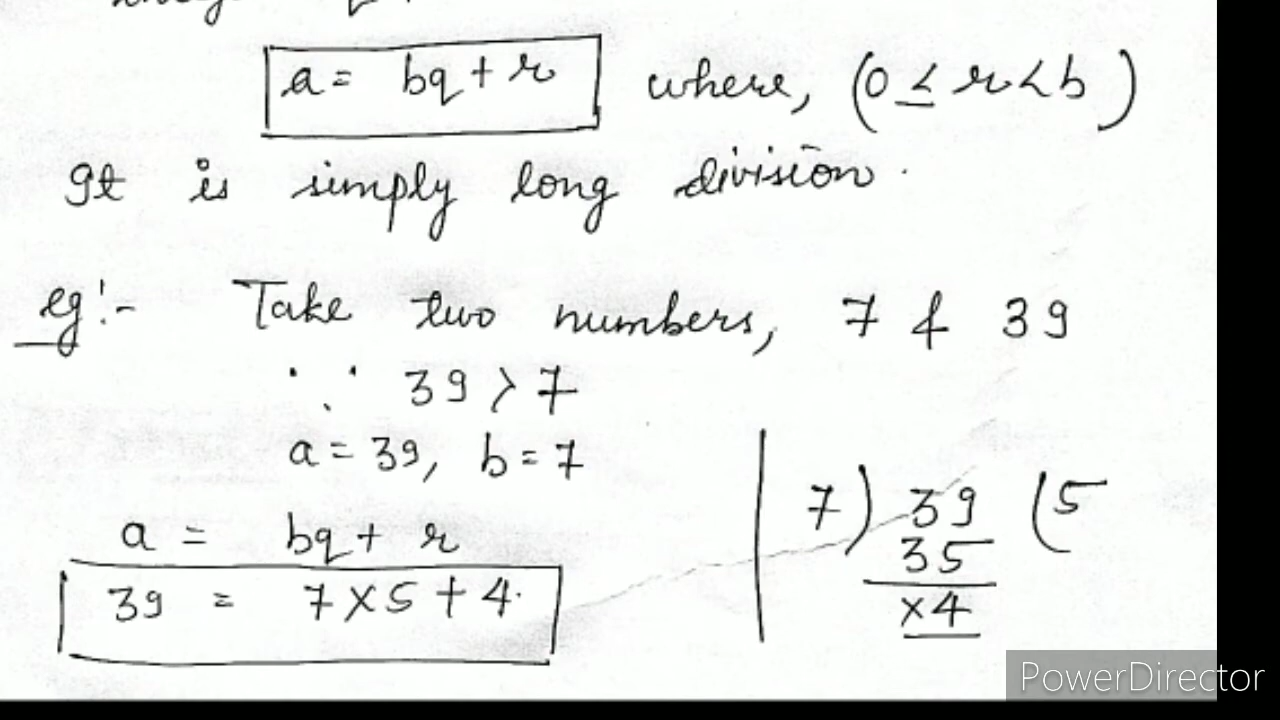 a = bq + r where, (0 ≤ r < b)
It is simply long division.
eg:- Take two numbers, 7 & 39
∵ 39 > 7
a = 39, b = 7
a = bq + r
39 = 7 × 5 + 4.
7) 39 (5
35
×4
PowerDirector